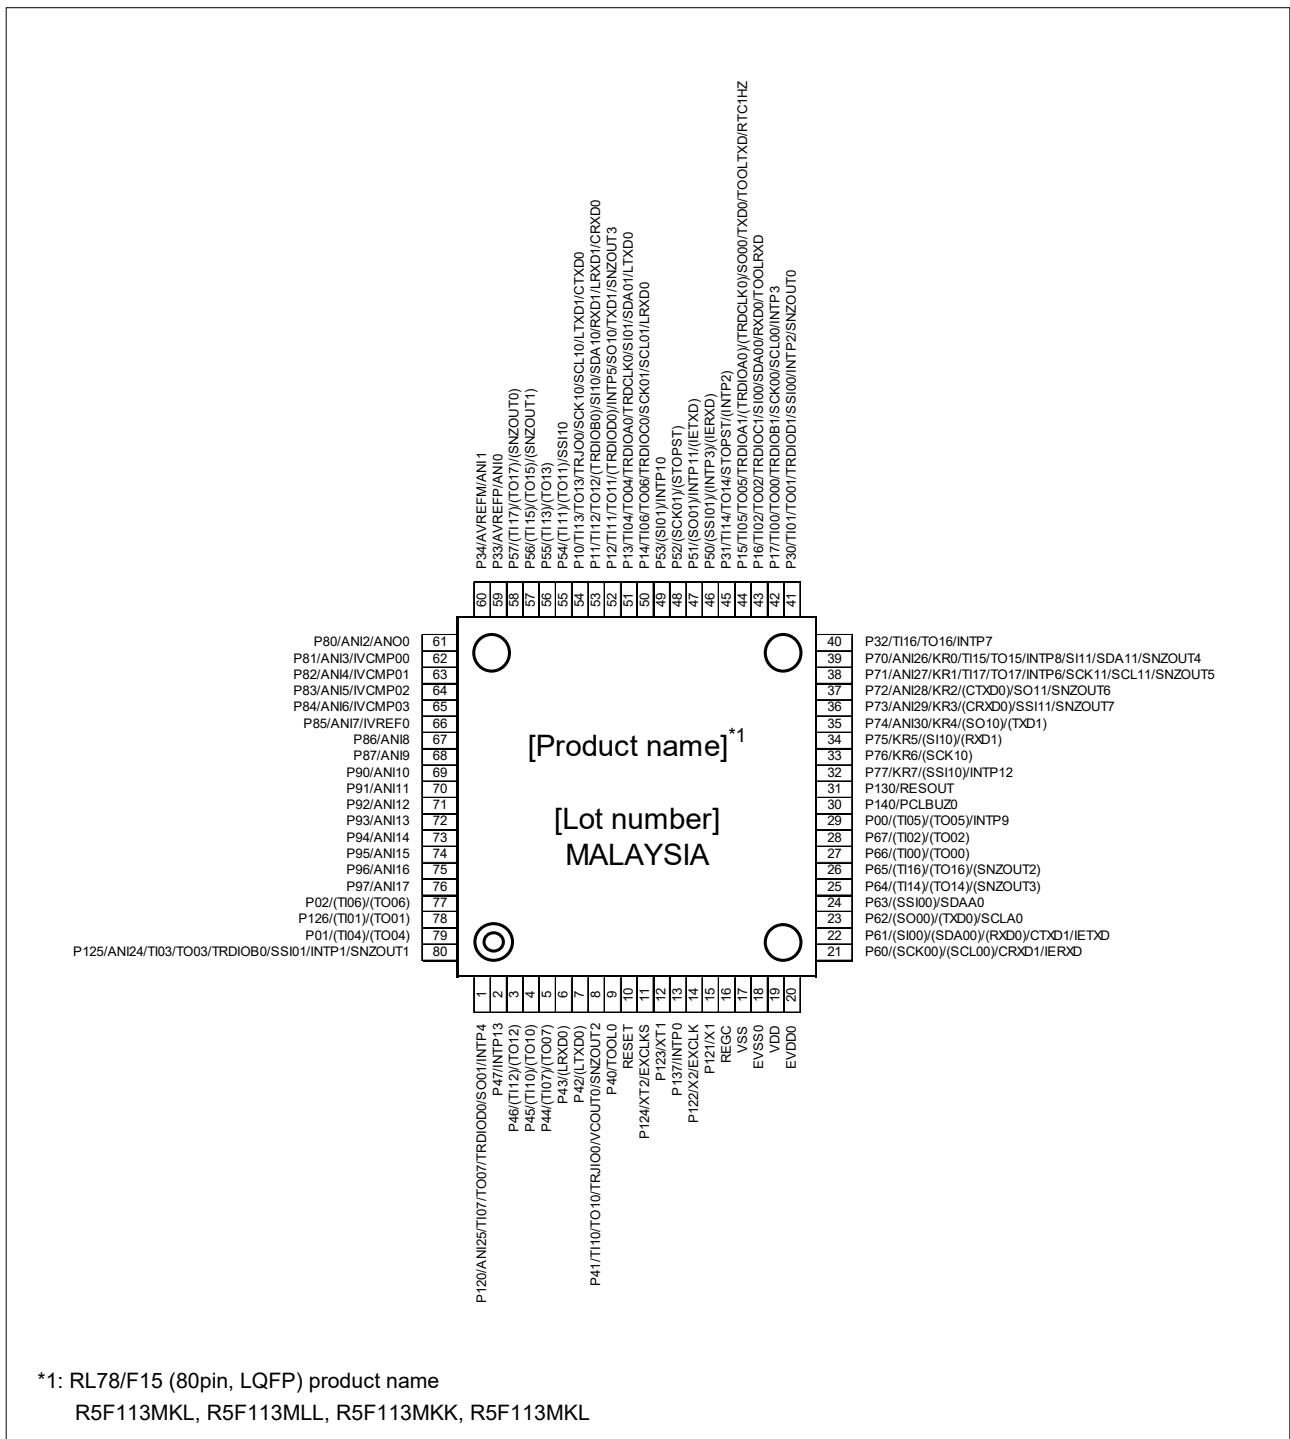 P34/AVREFM/ANI1
P33/AVREFP/ANI0
P57/(TI17)/(TO17)/(SNZOUT0)
P56/(TI15)/(TO15)/(SNZOUT1)
P55/(TI13)/(TO13)
P54/(TI11)/(TO11)/SSI10
P10/TI13/TO13/TRJO0/SCK10/SCL10/LTXD1/CTXD0
P11/TI12/TO12/(TRDIOB0)/SI10/SDA10/RXD1/LRXD1/CRXD0
P12/TI11/TO11/(TRDIOD0)/INTP5/SO10/TXD1/SNZOUT3
P13/TI04/TO04/TRDIOA0/TRDCLK0/SI01/SDA01/LTXD0
P14/TI06/TO06/TRDIOC0/SCK01/SCL01/LRXD0
P53/(SI01)/INTP10
P52/(SCK01)/(STOPST)
P51/(SO01)/INTP11/(IETXD)
P50/(SSI01)/(INTP3)/(IERXD)
P31/TI14/TO14/STOPST/(INTP2)
P15/TI05/TO05/TRDIOA1/(TRDIOA0)/(TRDCLK0)/SO00/TXD0/TOOLTXD/RTC1HZ
P16/TI02/TO02/TRDIOC1/SI00/SDA00/RXD0/TOOLRXD
P17/TI00/TO00/TRDIOB1/SCK00/SCL00/INTP3
P30/TI01/TO01/TRDIOD1/SSI00/INTP2/SNZOUT0
60 59 58 57 56 55 54 53 52 51 50 49 48 47 46 45 44 43 42 41
P80/ANI2/ANO0 61
P81/ANI3/IVCMP00 62
P82/ANI4/IVCMP01 63
P83/ANI5/IVCMP02 64
P84/ANI6/IVCMP03 65
P85/ANI7/IVREF0 66
P86/ANI8 67
P87/ANI9 68
P90/ANI10 69
P91/ANI11 70
P92/ANI12 71
P93/ANI13 72
P94/ANI14 73
P95/ANI15 74
P96/ANI16 75
P97/ANI17 76
P02/(TI06)/(TO06) 77
P126/(TI01)/(TO01) 78
P01/(TI04)/(TO04) 79
P125/ANI24/TI03/TO03/TRDIOB0/SSI01/INTP1/SNZOUT1 80
[Product name]*1
[Lot number]
MALAYSIA
40 P32/TI16/TO16/INTP7
39 P70/ANI26/KR0/TI15/TO15/INTP8/SI11/SDA11/SNZOUT4
38 P71/ANI27/KR1/TI17/TO17/INTP6/SCK11/SCL11/SNZOUT5
37 P72/ANI28/KR2/(CTXD0)/SO11/SNZOUT6
36 P73/ANI29/KR3/(CRXD0)/SSI11/SNZOUT7
35 P74/ANI30/KR4/(SO10)/(TXD1)
34 P75/KR5/(SI10)/(RXD1)
33 P76/KR6/(SCK10)
32 P77/KR7/(SSI10)/INTP12
31 P130/RESOUT
30 P140/PCLBUZ0
29 P00/(TI05)/(TO05)/INTP9
28 P67/(TI02)/(TO02)
27 P66/(TI00)/(TO00)
26 P65/(TI16)/(TO16)/(SNZOUT2)
25 P64/(TI14)/(TO14)/(SNZOUT3)
24 P63/(SSI00)/SDAA0
23 P62/(SO00)/(TXD0)/SCLA0
22 P61/(SI00)/(SDA00)/(RXD0)/CTXD1/IETXD
21 P60/(SCK00)/(SCL00)/CRXD1/IERXD
1 2 3 4 5 6 7 8 9 10 11 12 13 14 15 16 17 18 19 20
P120/ANI25/TI07/TO07/TRDIOD0/SO01/INTP4
P47/INTP13
P46/(TI12)/(TO12)
P45/(TI10)/(TO10)
P44/(TI07)/(TO07)
P43/(LRXD0)
P42/(LTXD0)
P41/TI10/TO10/TRJIO0/VCOUT0/SNZOUT2
P40/TOOL0
RESET
P124/XT2/EXCLKS
P123/XT1
P137/INTP0
P122/X2/EXCLK
P121/X1
REGC
VSS
EVSS0
VDD
EVDD0
*1: RL78/F15 (80pin, LQFP) product name
R5F113MKL, R5F113MLL, R5F113MKK, R5F113MKL